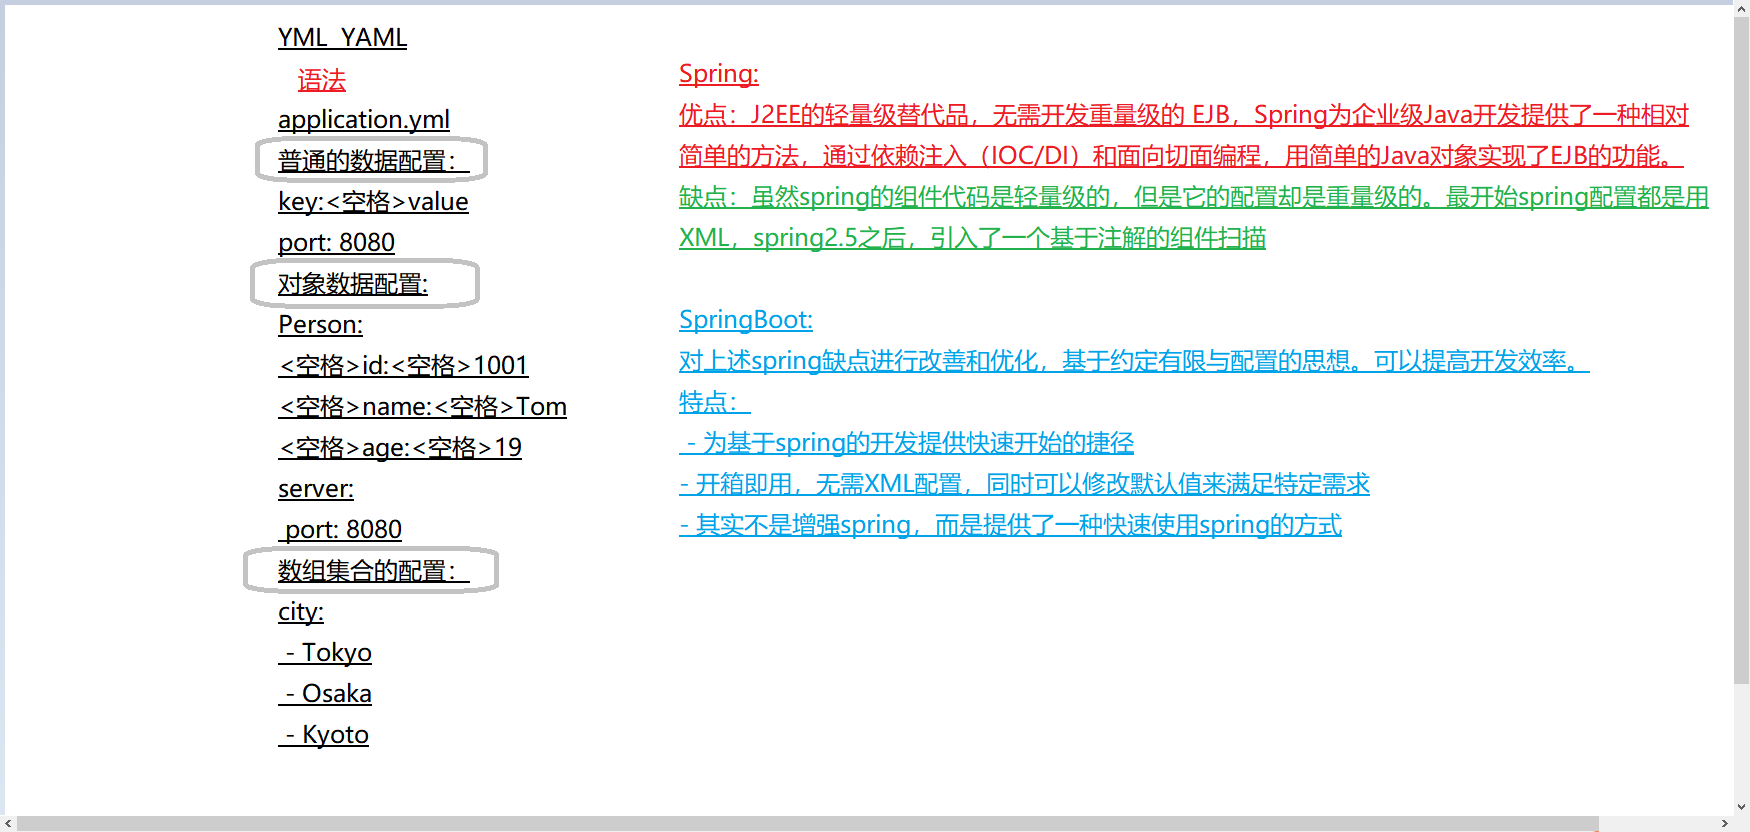 YML  YAML
语法
application.yml
普通的数据配置：
key:<空格>value
port: 8080
对象数据配置:
Person:
<空格>id:<空格>1001
<空格>name:<空格>Tom
<空格>age:<空格>19
server:
 port: 8080
数组集合的配置：
city:
 - Tokyo
 - Osaka
 - Kyoto
Spring:
优点：J2EE的轻量级替代品，无需开发重量级的 EJB，Spring为企业级Java开发提供了一种相对
简单的方法，通过依赖注入（IOC/DI）和面向切面编程，用简单的Java对象实现了EJB的功能。
缺点：虽然spring的组件代码是轻量级的，但是它的配置却是重量级的。最开始spring配置都是用
XML，spring2.5之后，引入了一个基于注解的组件扫描
SpringBoot:
对上述spring缺点进行改善和优化，基于约定有限与配置的思想。可以提高开发效率。
特点：
 - 为基于spring的开发提供快速开始的捷径
- 开箱即用，无需XML配置，同时可以修改默认值来满足特定需求
- 其实不是增强spring，而是提供了一种快速使用spring的方式